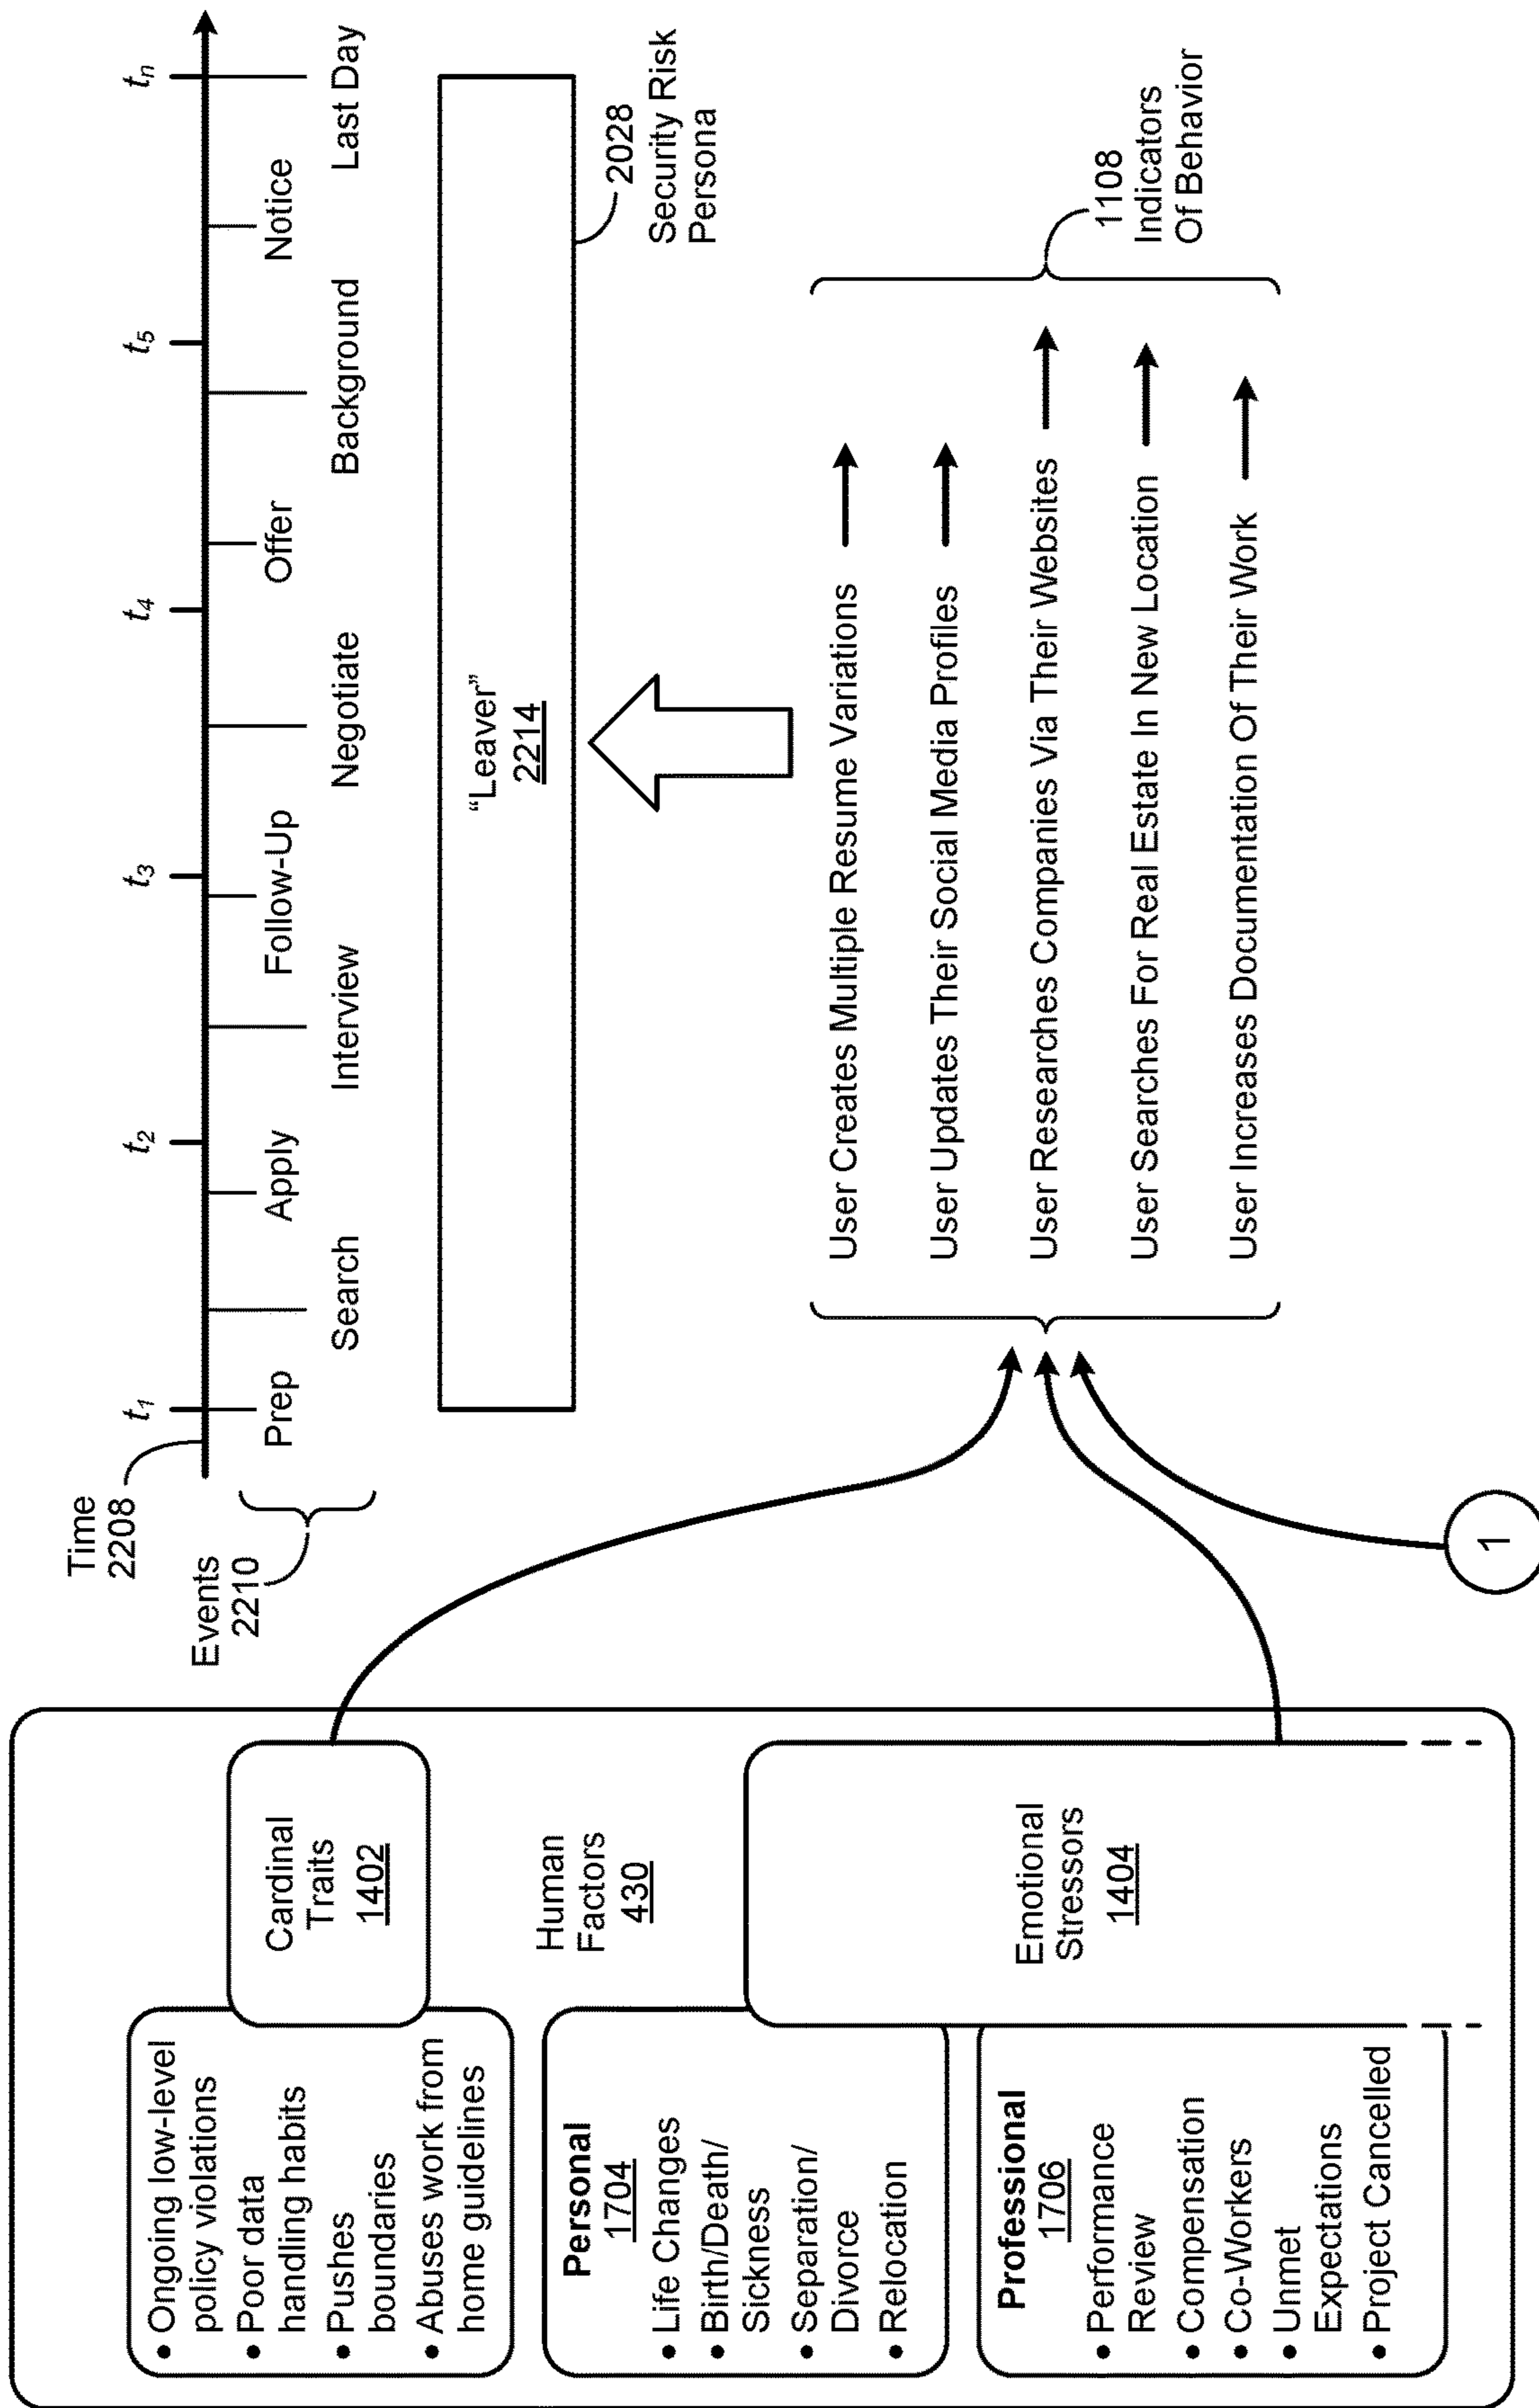 Time
2208
t1
t2
t3
t4
t5
tn
Events
2210
Prep
Apply
Follow-Up
Offer
Notice
Search
Interview
Negotiate
Background
Last Day
“Leaver”
2214
2028
Security Risk
Persona
• Ongoing low-level
policy violations
• Poor data
handling habits
• Pushes
boundaries
• Abuses work from
home guidelines
Cardinal
Traits
1402
Human
Factors
430
Personal
1704
• Life Changes
• Birth/Death/
Sickness
• Separation/
Divorce
• Relocation
Professional
1706
• Performance
Review
• Compensation
• Co-Workers
• Unmet
Expectations
• Project Cancelled
Emotional
Stressors
1404
User Creates Multiple Resume Variations
User Updates Their Social Media Profiles
User Researches Companies Via Their Websites
User Searches For Real Estate In New Location
User Increases Documentation Of Their Work
1108
Indicators
Of Behavior
1